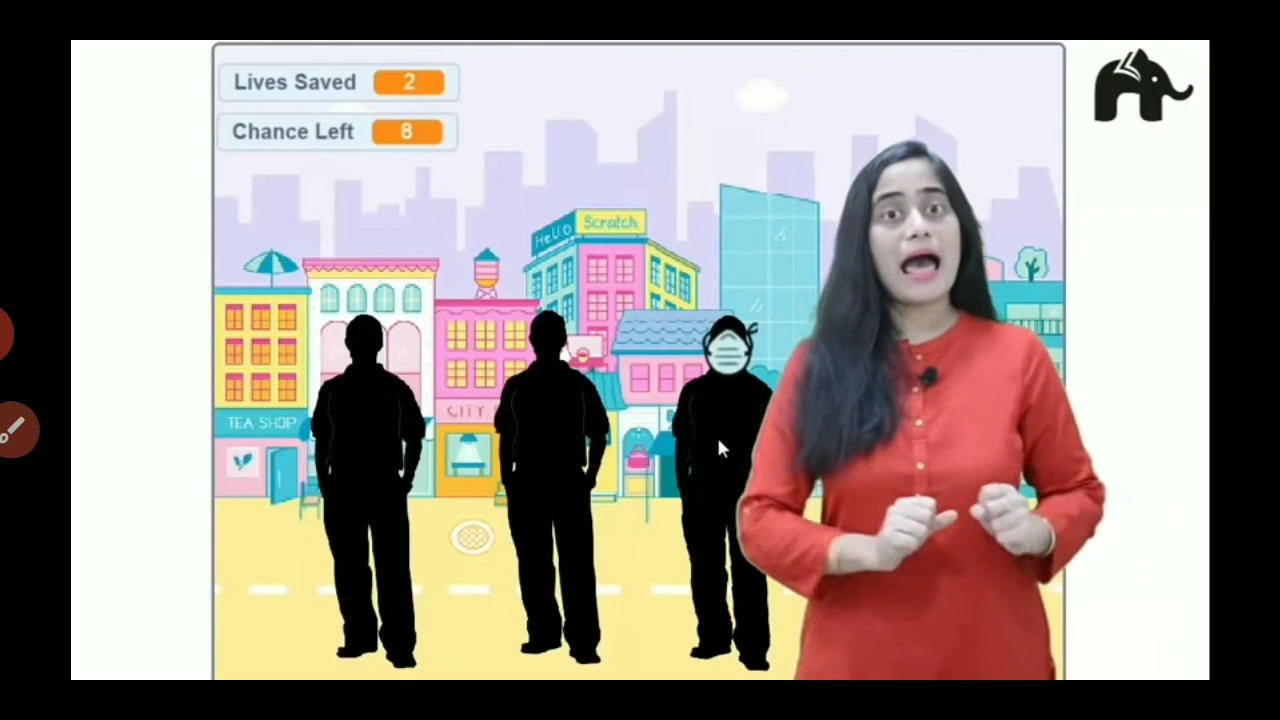 Lives Saved 2
Chance Left 8
HeLLO Scratch
TEA SHOP
CITY